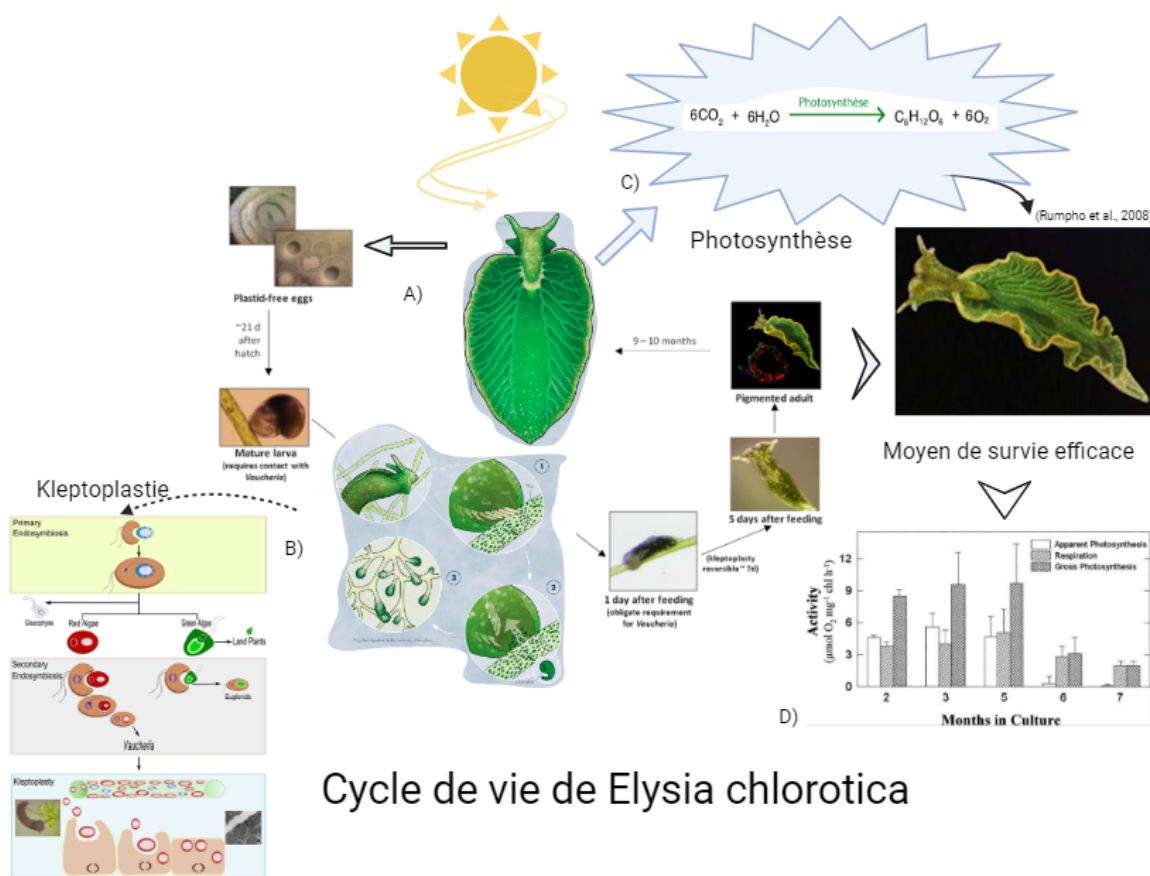 C)
6CO2 + 6H2O
Photosynthèse
C6H12O6 + 6O2
(Rumpho et al., 2008)
Photosynthèse
A)
Plastid-free eggs
~21 d
after
hatch
Mature larva
(requires contact with
Vaucheria)
9 – 10 months
Pigmented adult
5 days after feeding
(kleptoplasty
reversible ~ 7d)
1 day after feeding
(obligate requirement
for Vaucheria)
1
2
3
Moyen de survie efficace
Kleptoplastie
B)
Primary
Endosymbiosis
Glaucophytes
Red Algae
Green Algae
Land Plants
Secondary
Endosymbiosis
Euglenids
Vaucheria
Kleptoplasty
D)
Apparent Photosynthesis
Respiration
Gross Photosynthesis
Activity
(μmol O2 mg-1 chl h-1)
12
9
6
3
0
2
3
5
6
7
Months in Culture
Cycle de vie de Elysia chlorotica